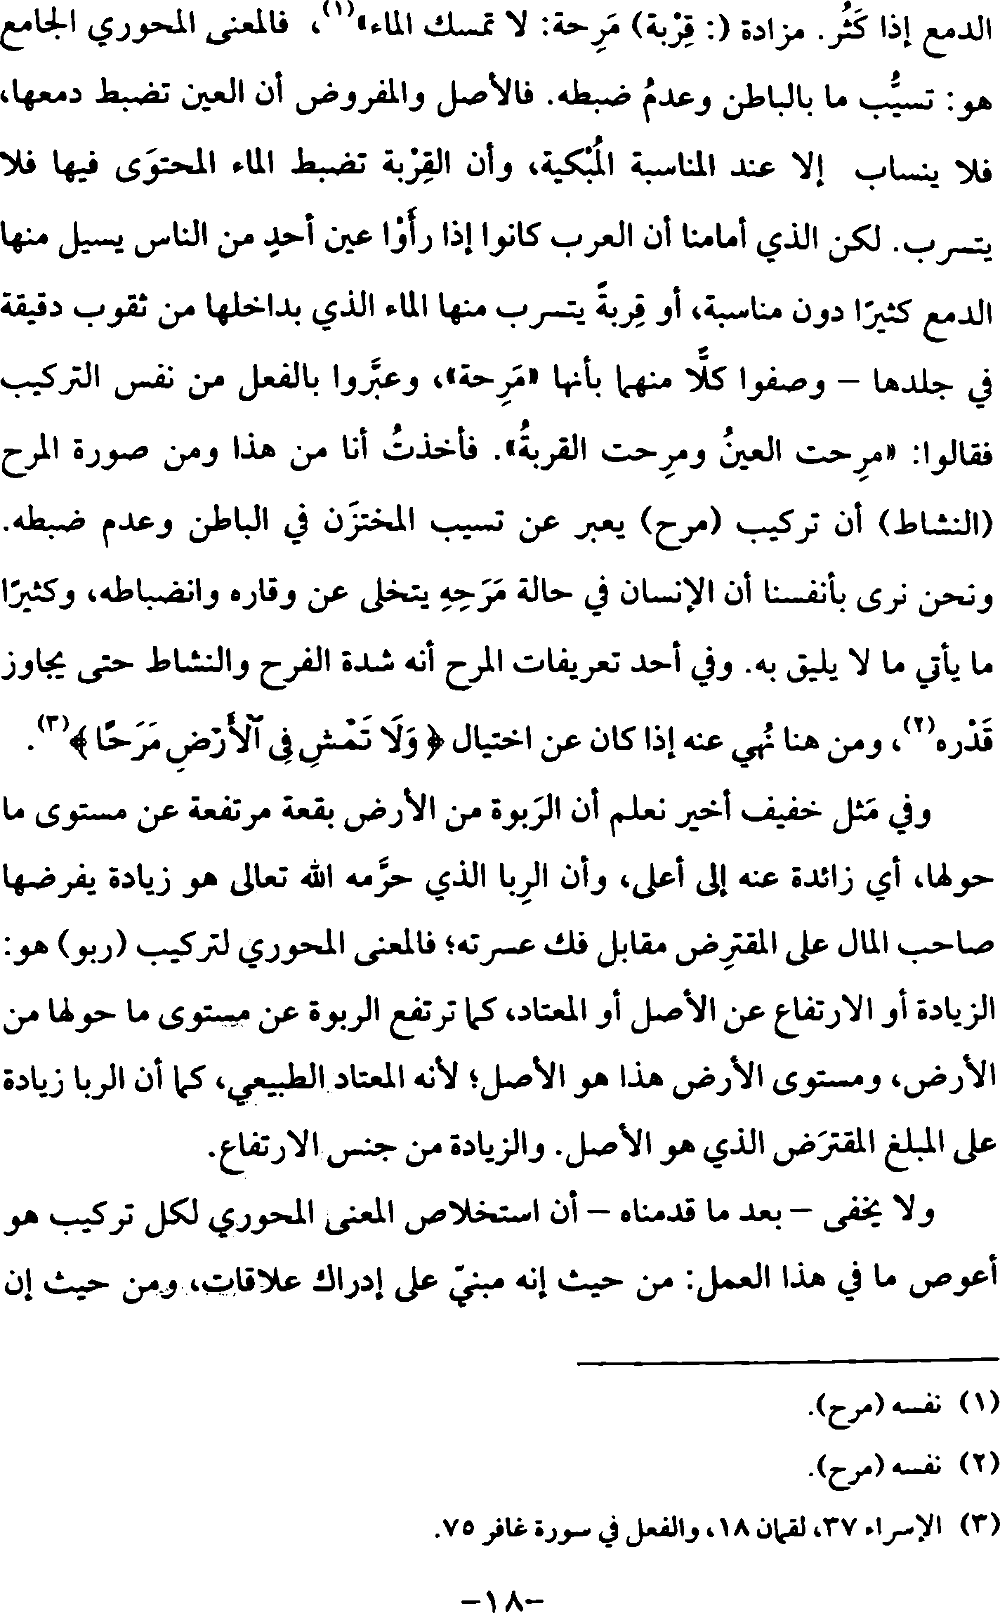 الدمع إذا كَثُر. مزادة (: قِرْبة) مَرِحة: لا تمسك الماء»(١)، فالمعنى المحوري الجامع
هو: تسيُّب ما بالباطن وعدمُ ضبطه. فالأصل والمفروض أن العين تضبط دمعها،
فلا ينساب إلا عند المناسبة المُبْكية، وأن القِرْبة تضبط الماء المحتوَى فيها فلا
يتسرب. لكن الذي أمامنا أن العرب كانوا إذا رأَوْا عين أحدٍ من الناس يسيل منها
الدمع كثيرًا دون مناسبة، أو قِربةً يتسرب منها الماء الذي بداخلها من ثقوب دقيقة
في جلدها – وصفوا كلًّا منهما بأنها «مَرِحة»، وعبَّروا بالفعل من نفس التركيب
فقالوا: «مرِحت العينُ ومرِحت القربةُ». فأخذتُ أنا من هذا ومن صورة المرح
(النشاط) أن تركيب (مرح) يعبر عن تسيب المختزَن في الباطن وعدم ضبطه.
ونحن نرى بأنفسنا أن الإنسان في حالة مَرَحِهِ يتخلى عن وقاره وانضباطه، وكثيرًا
ما يأتي ما لا يليق به. وفي أحد تعريفات المرح أنه شدة الفرح والنشاط حتى يجاوز
قَدْره(٢)، ومن هنا نُهي عنه إذا كان عن اختيال ﴿وَلَا تَمْشِ فِي ٱلْأَرْضِ مَرَحًا﴾(٣).
وفي مَثل خفيف أخير نعلم أن الرَبوة من الأرض بقعة مرتفعة عن مستوى ما
حولها، أي زائدة عنه إلى أعلى، وأن الرِبا الذي حرَّمه الله تعالى هو زيادة يفرضها
صاحب المال على المقترِض مقابل فك عسرته؛ فالمعنى المحوري لتركيب (ربو) هو:
الزيادة أو الارتفاع عن الأصل أو المعتاد، كما ترتفع الربوة عن مستوى ما حولها من
الأرض، ومستوى الأرض هذا هو الأصل؛ لأنه المعتاد الطبيعي، كما أن الربا زيادة
على المبلغ المقترَض الذي هو الأصل. والزيادة من جنس الارتفاع.
ولا يخفى – بعد ما قدمناه – أن استخلاص المعنى المحوري لكل تركيب هو
أعوص ما في هذا العمل: من حيث إنه مبنيّ على إدراك علاقات، ومن حيث إن
(١) نفسه (مرح).
(٢) نفسه (مرح).
(٣) الإسراء ٣٧، لقمان ١٨، والفعل في سورة غافر ٧٥.
–١٨–